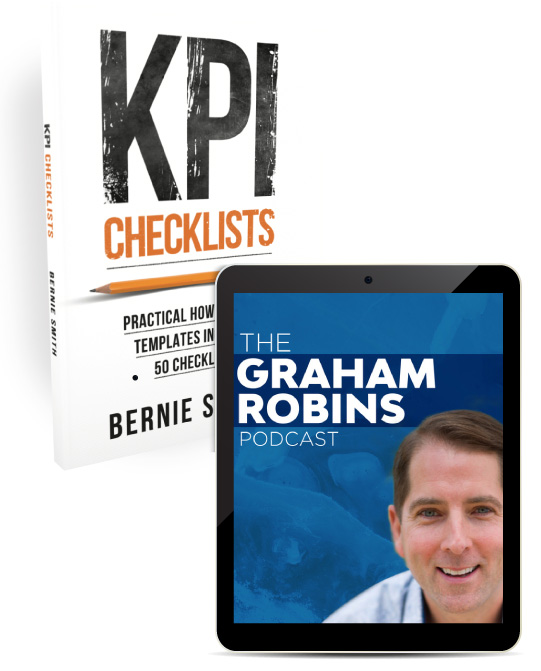 KPI CHECKLISTS BERNIE SMITH
KPI
CHECKLISTS
PRACTICAL HOW
TEMPLATES IN
50 CHECKL
BERNIE S
THE
GRAHAM
ROBINS
PODCAST